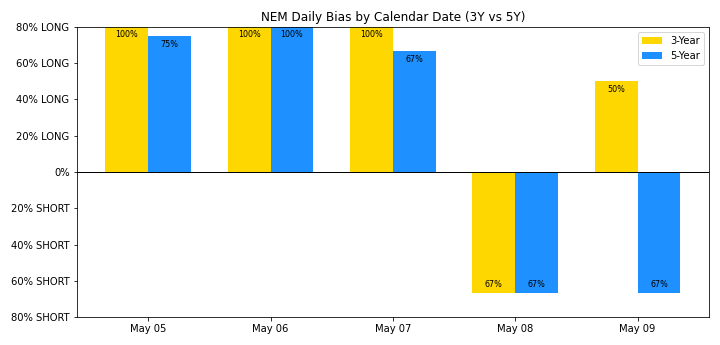 NEM Daily Bias by Calendar Date (3Y vs 5Y)
80% LONG
60% LONG
40% LONG
20% LONG
0%
20% SHORT
40% SHORT
60% SHORT
80% SHORT
3-Year
5-Year
100%
75%
100%
100%
100%
67%
67%
67%
50%
67%
May 05
May 06
May 07
May 08
May 09